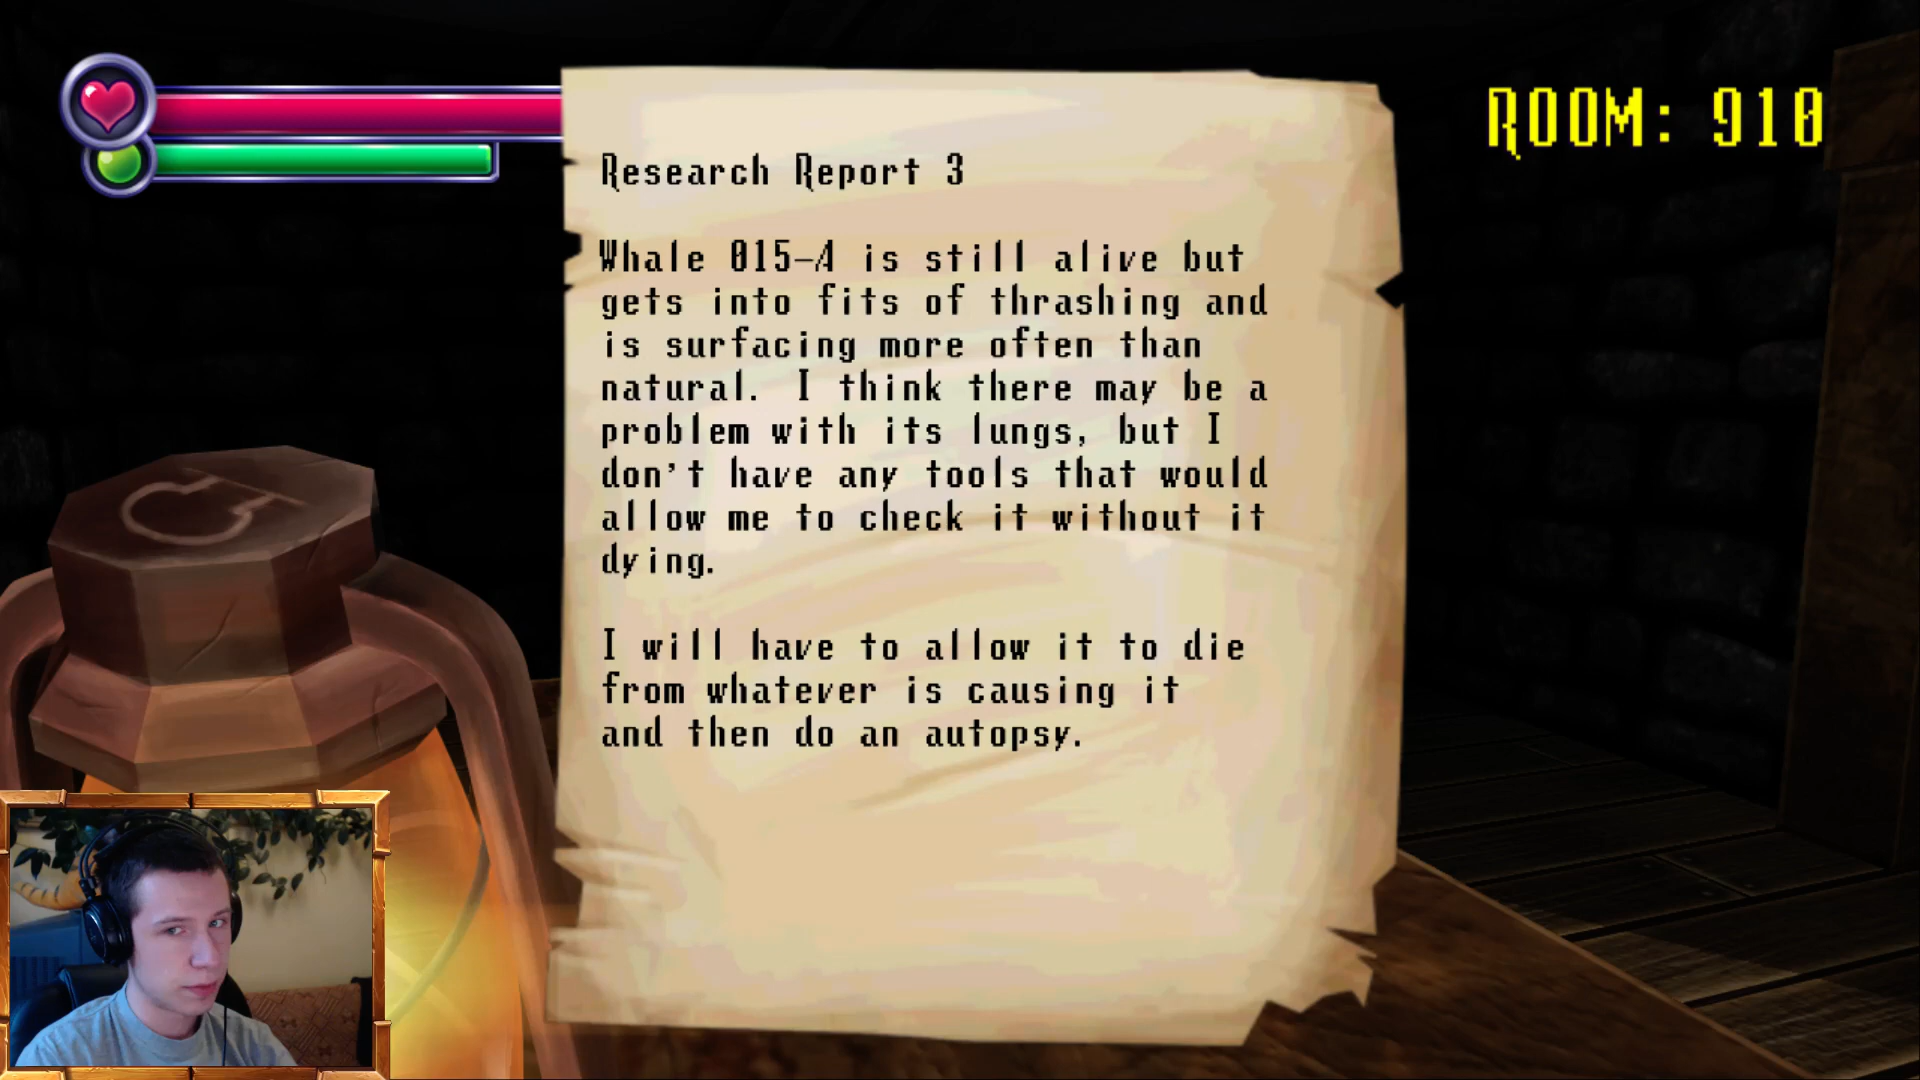 ROOM: 910
Research Report 3
Whale 015-A is still alive but
gets into fits of thrashing and
is surfacing more often than
natural. I think there may be a
problem with its lungs, but I
don't have any tools that would
allow me to check it without it
dying.
I will have to allow it to die
from whatever is causing it
and then do an autopsy.